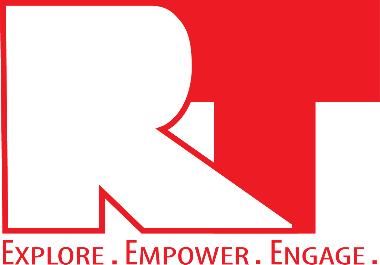 RT
EXPLORE . EMPOWER . ENGAGE .